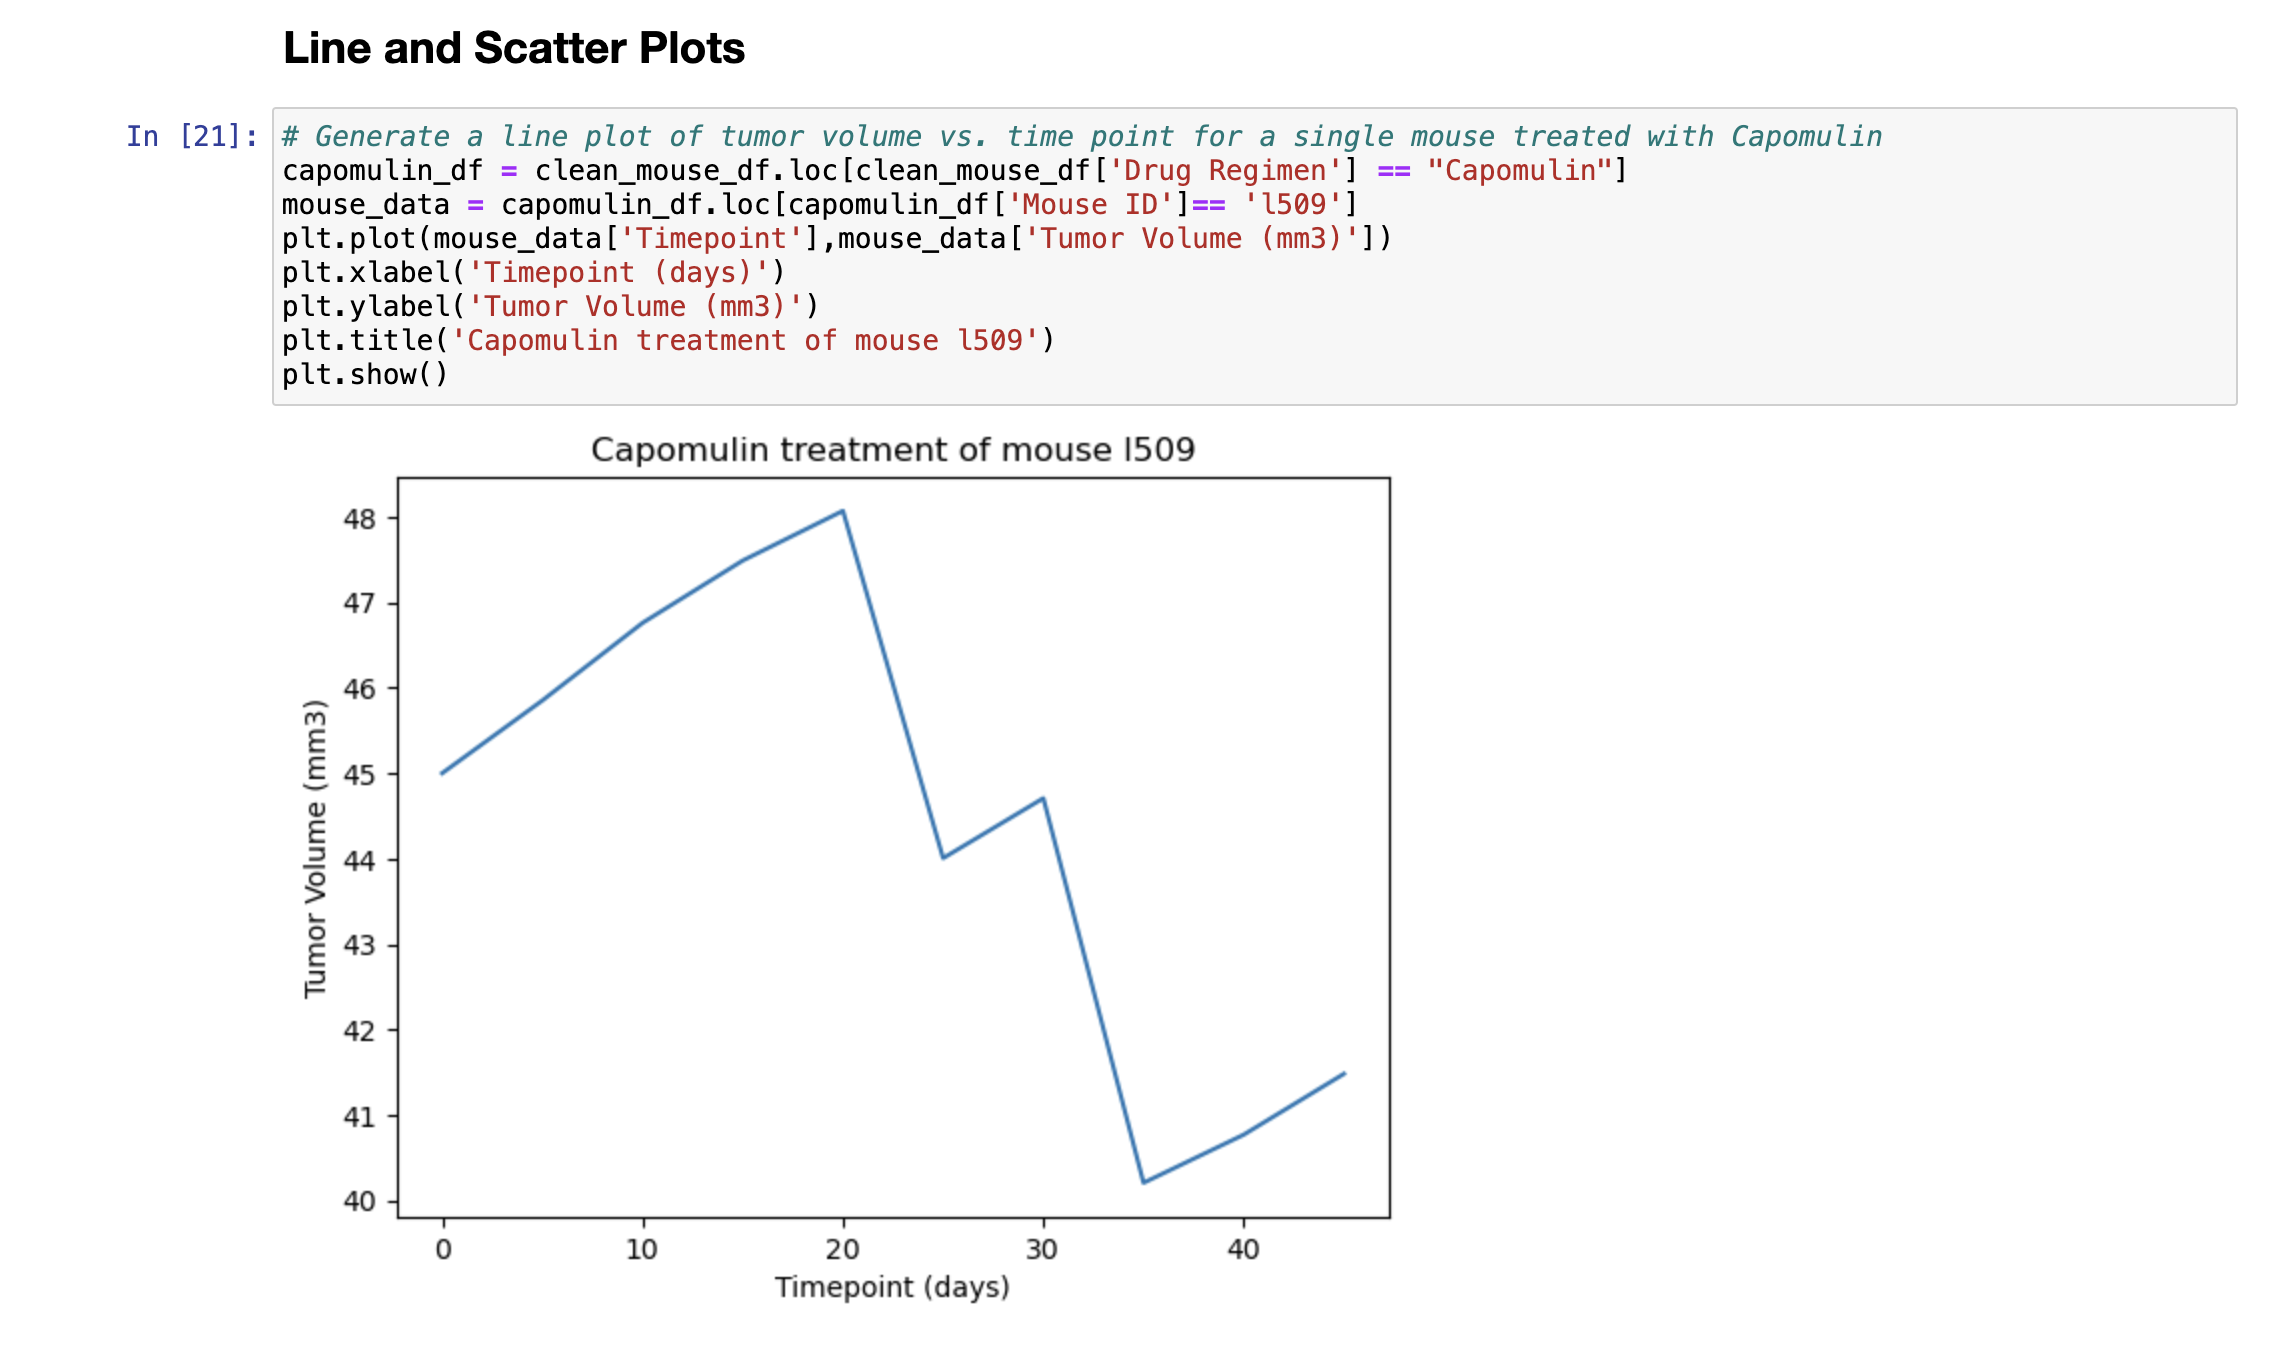 Line and Scatter Plots
In [21]:
# Generate a line plot of tumor volume vs. time point for a single mouse treated with Capomulin
capomulin_df = clean_mouse_df.loc[clean_mouse_df['Drug Regimen'] == "Capomulin"]
mouse_data = capomulin_df.loc[capomulin_df['Mouse ID']== 'l509']
plt.plot(mouse_data['Timepoint'],mouse_data['Tumor Volume (mm3)'])
plt.xlabel('Timepoint (days)')
plt.ylabel('Tumor Volume (mm3)')
plt.title('Capomulin treatment of mouse l509')
plt.show()
Capomulin treatment of mouse l509
48
47
46
45
44
43
42
41
40
Tumor Volume (mm3)
0 10 20 30 40
Timepoint (days)